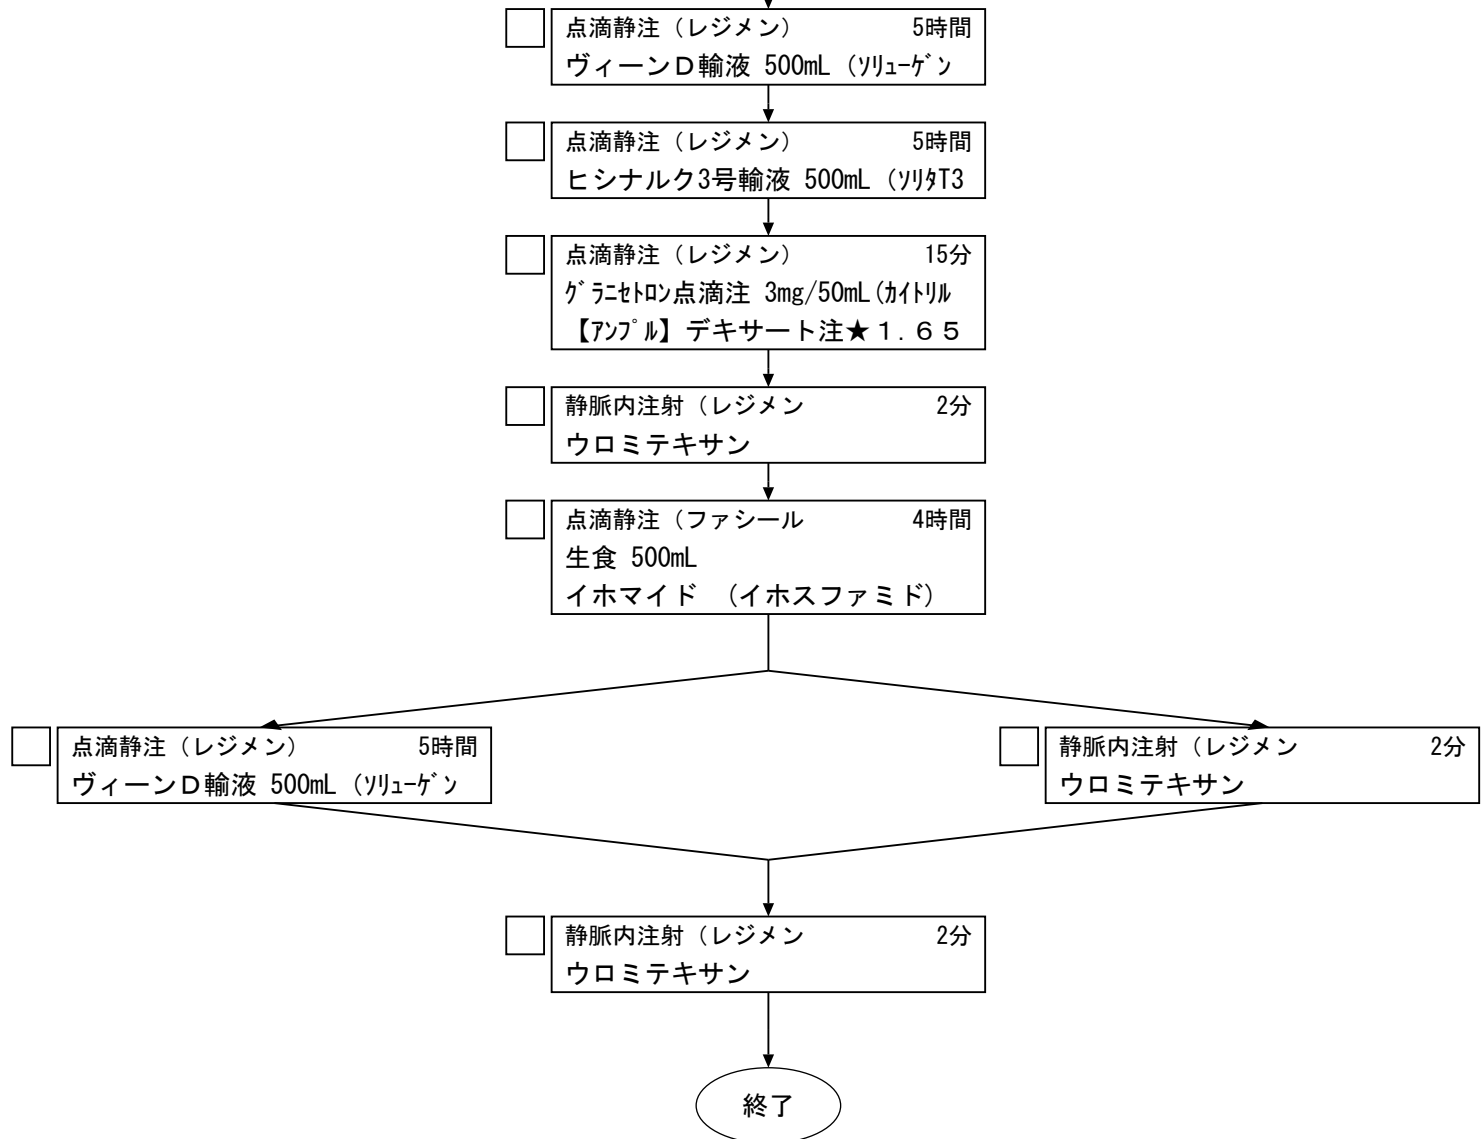 点滴静注（レジメン） 5時間
ヴィーンＤ輸液 500mL（ｿﾘｭｰｹﾞﾝ
点滴静注（レジメン） 5時間
ヒシナルク3号輸液 500mL（ｿﾘﾀT3
点滴静注（レジメン） 15分
ｸﾞﾗﾆｾﾄﾛﾝ点滴注 3mg/50mL(ｶｲﾄﾘﾙ
【ｱﾝﾌﾟﾙ】デキサート注★１．６５
静脈内注射（レジメン 2分
ウロミテキサン
点滴静注（ファシール 4時間
生食 500mL
イホマイド （イホスファミド）
点滴静注（レジメン） 5時間
ヴィーンＤ輸液 500mL（ｿﾘｭｰｹﾞﾝ
静脈内注射（レジメン 2分
ウロミテキサン
静脈内注射（レジメン 2分
ウロミテキサン
終了